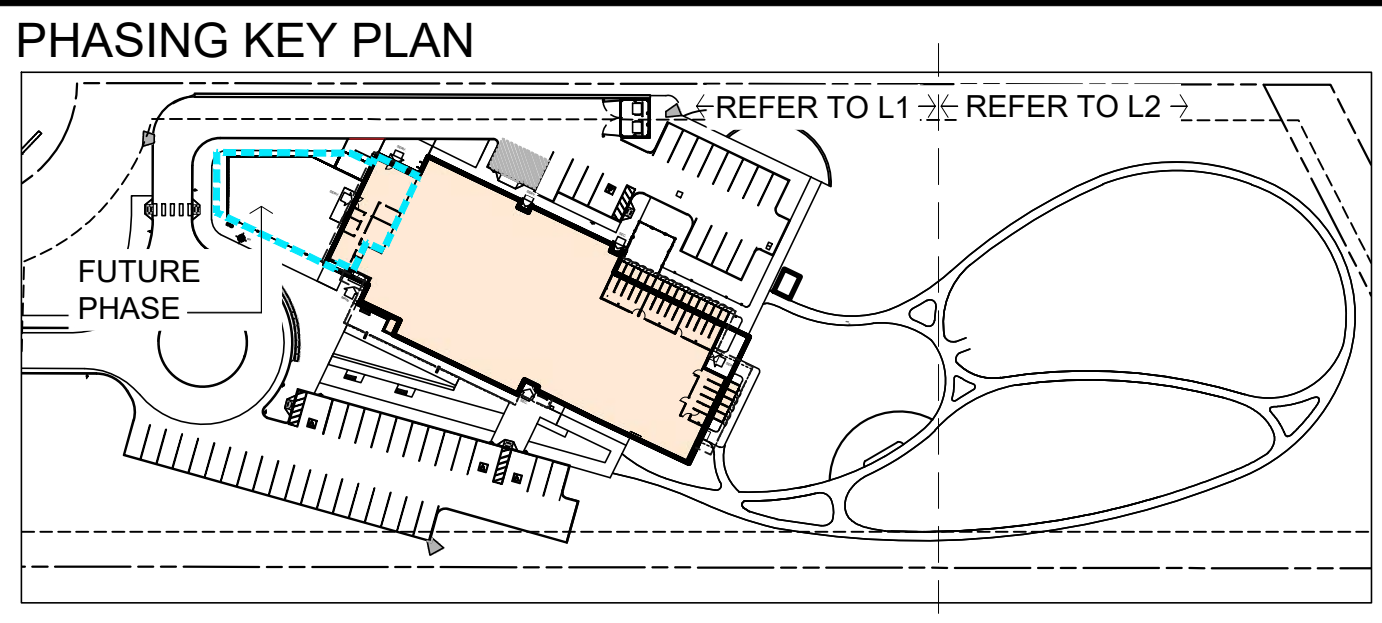 PHASING KEY PLAN
REFER TO L1
REFER TO L2
FUTURE
PHASE